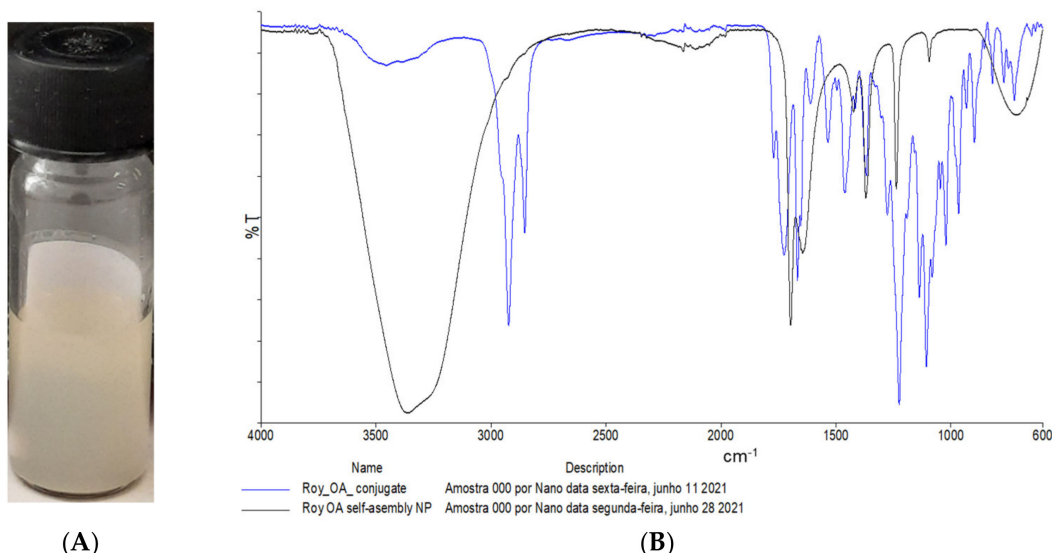 % T
4000 3500 3000 2500 2000 1500 1000 600
cm-1
Name Description
Roy_OA_ conjugate Amostra 000 por Nano data sexta-feira, junho 11 2021
Roy OA self-asembly NP Amostra 000 por Nano data segunda-feira, junho 28 2021
(A) (B)